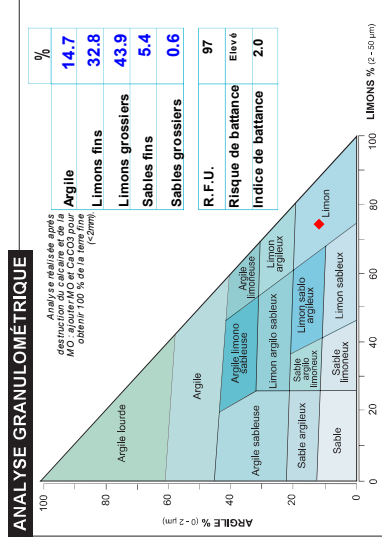 ANALYSE GRANULOMÉTRIQUE
Analyse réalisée après
destruction du calcaire et de la
MO : ajouter MO et CaCO3 pour
obtenir 100 % de la terre fine
(<2mm).
%
Argile 14.7
Limons fins 32.8
Limons grossiers 43.9
Sables fins 5.4
Sables grossiers 0.6
R.F.U. 97
Risque de battance Elevé
Indice de battance 2.0
ARGILE % (0 - 2 µm)
100
80
60
40
20
0
Argile lourde
Argile
Argile sableuse
Argile limono
sableuse
Argile
limoneuse
Sable argileux
Limon argilo sableux
Limon
argileux
Sable
argilo
limoneux
Limon sablo
argileux
Limon
Sable
Sable
limoneux
Limon sableux
0
20
40
60
80
100
LIMONS % (2 - 50 µm)